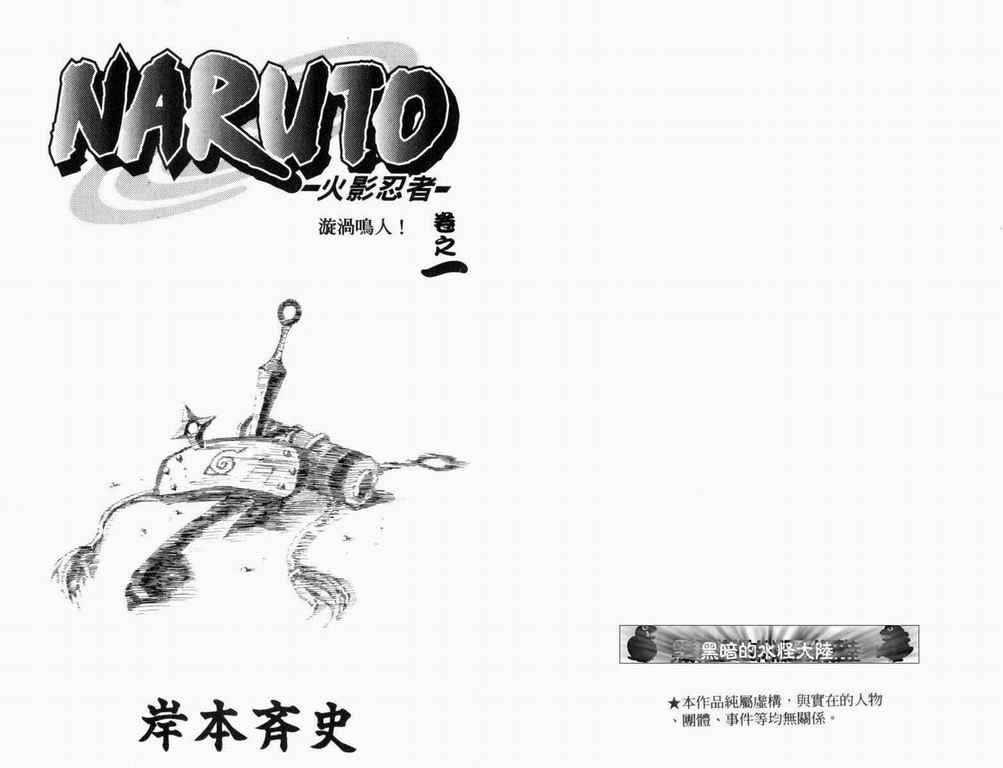 NARUTO
-火影忍者-
漩渦鳴人！
卷之一
岸本斉史
黑暗的水怪大陸
★本作品純屬虛構，與實在的人物
、團體、事件等均無關係。